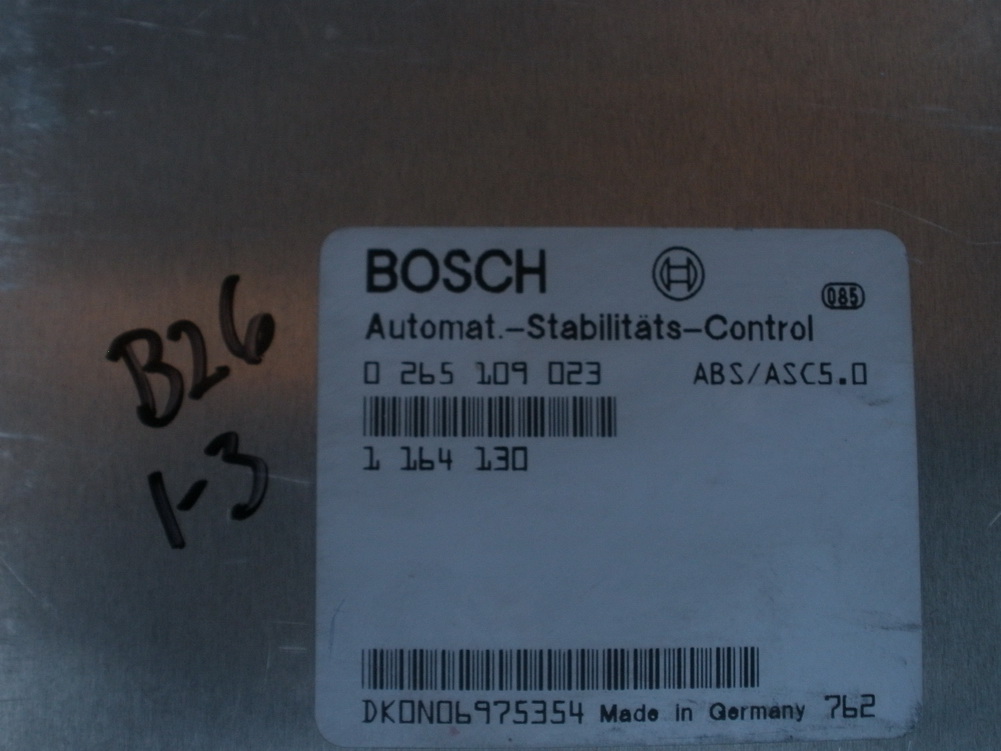 B26
1-3
BOSCH
085
Automat.-Stabilitäts-Control
0 265 109 023 ABS/ASC5.0
1 164 130
DK0N06975354 Made in Germany 762